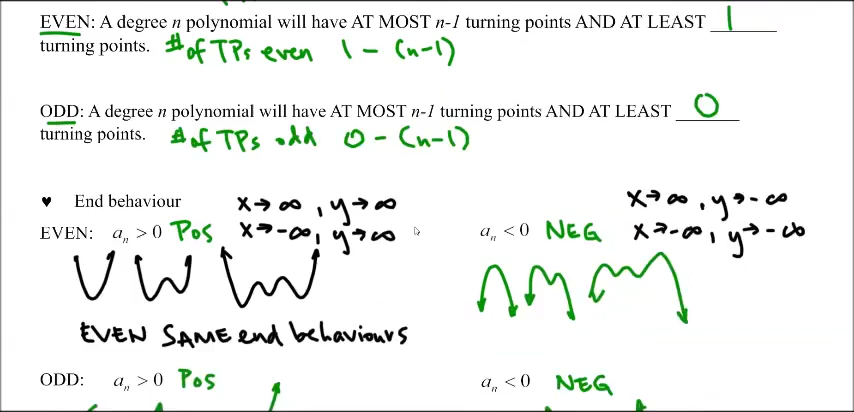 EVEN: A degree n polynomial will have AT MOST n-1 turning points AND AT LEAST 1
turning points. # of TPs even 1 – (n-1)
ODD: A degree n polynomial will have AT MOST n-1 turning points AND AT LEAST 0
turning points. # of TPs odd 0 – (n-1)
♥ End behaviour x→∞, y→∞ x→∞, y→-∞
EVEN: aₙ > 0 Pos x→-∞, y→∞ aₙ < 0 NEG x→-∞, y→-∞
EVEN SAME end behaviours
ODD: aₙ > 0 Pos aₙ < 0 NEG